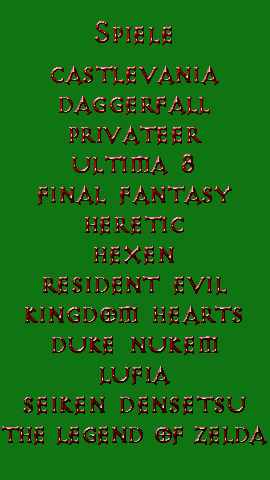 Spiele
CASTLEVANIA
DAGGERFALL
PRIVATEER
ULTIMA 8
FINAL FANTASY
HERETIC
HEXEN
RESIDENT EVIL
KINGDOM HEARTS
DUKE NUKEM
LUFIA
SEIKEN DENSETSU
THE LEGEND OF ZELDA